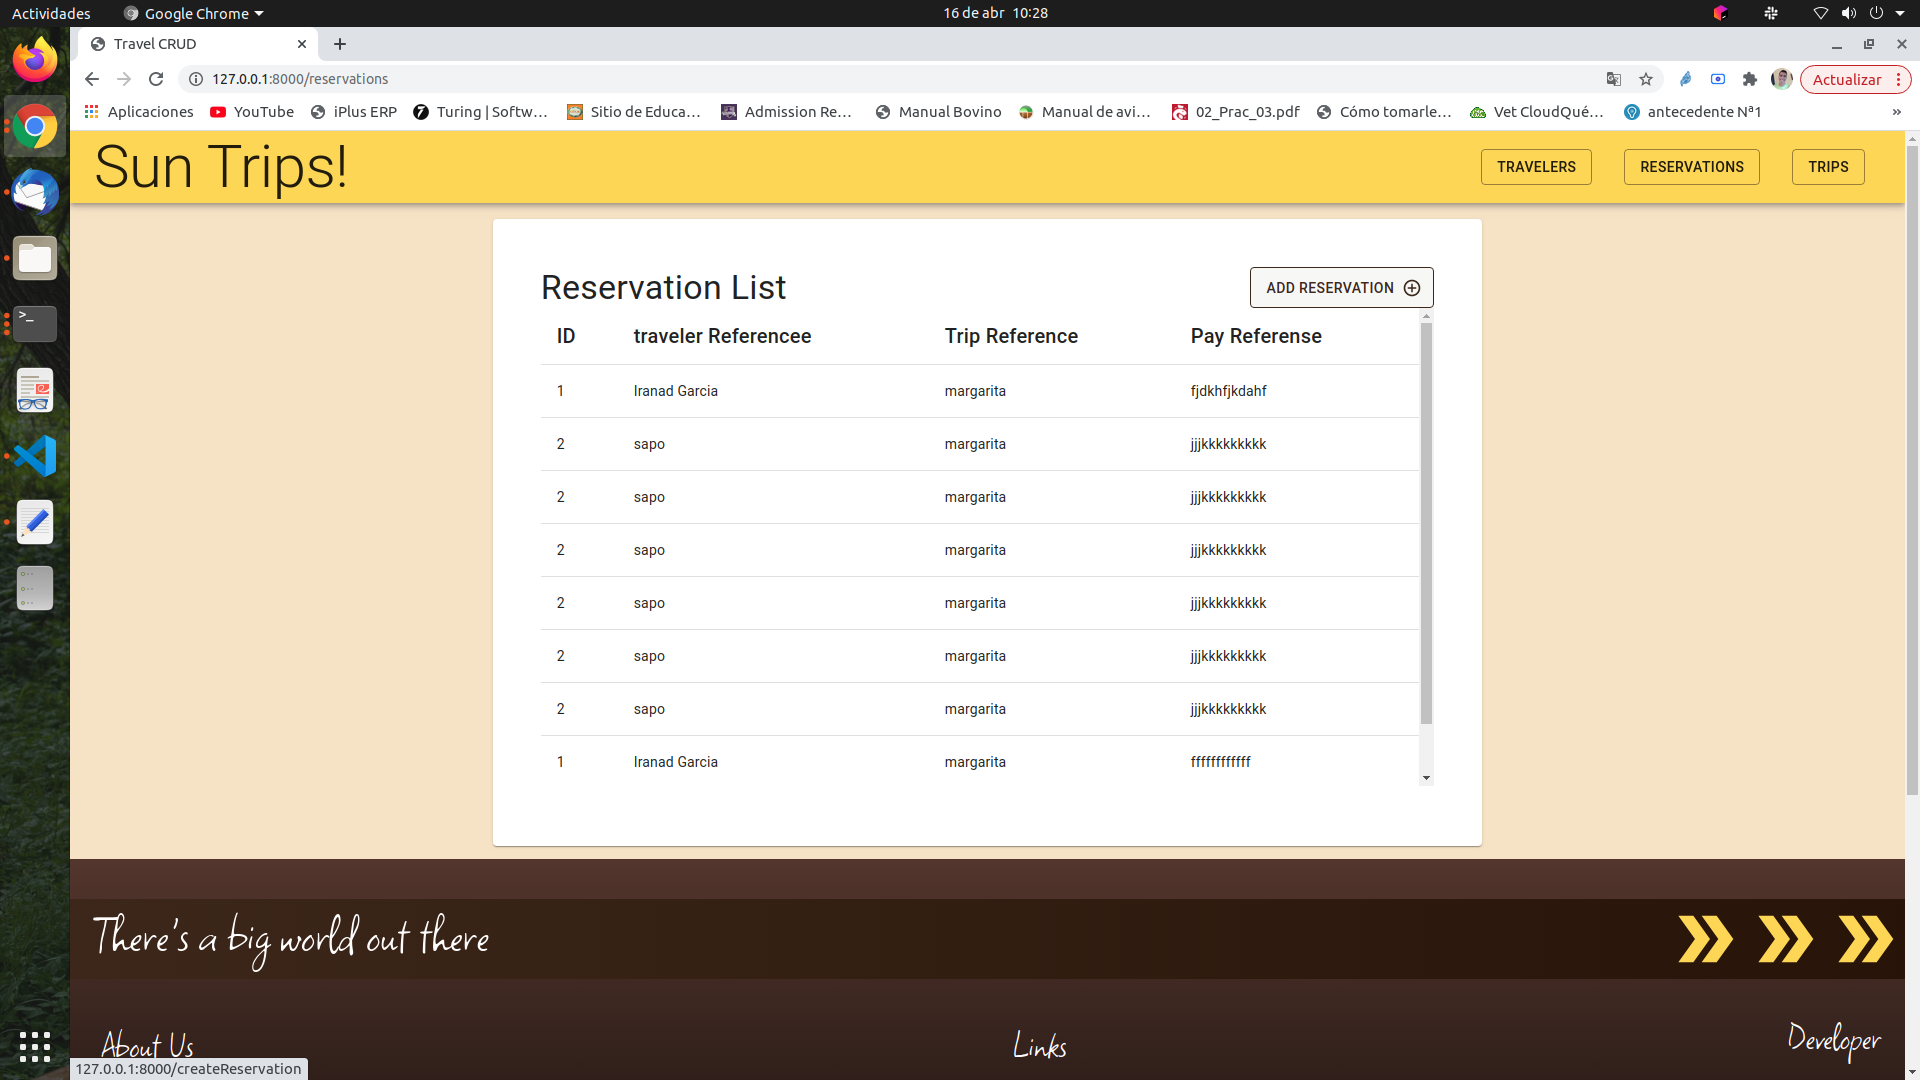 Actividades Google Chrome 16 de abr 10:28
Travel CRUD
127.0.0.1:8000/reservations Actualizar
Aplicaciones YouTube iPlus ERP Turing | Softw... Sitio de Educa... Admission Re... Manual Bovino Manual de avi... 02_Prac_03.pdf Cómo tomarle... Vet CloudQué... antecedente Nª1 »
Sun Trips! TRAVELERS RESERVATIONS TRIPS
Reservation List ADD RESERVATION
ID traveler Referencee Trip Reference Pay Referense
1 Iranad Garcia margarita fjdkhfjkdahf
2 sapo margarita jjjkkkkkkkkk
2 sapo margarita jjjkkkkkkkkk
2 sapo margarita jjjkkkkkkkkk
2 sapo margarita jjjkkkkkkkkk
2 sapo margarita jjjkkkkkkkkk
2 sapo margarita jjjkkkkkkkkk
1 Iranad Garcia margarita ffffffffffff
There's a big world out there
About Us Links Developer
127.0.0.1:8000/createReservation